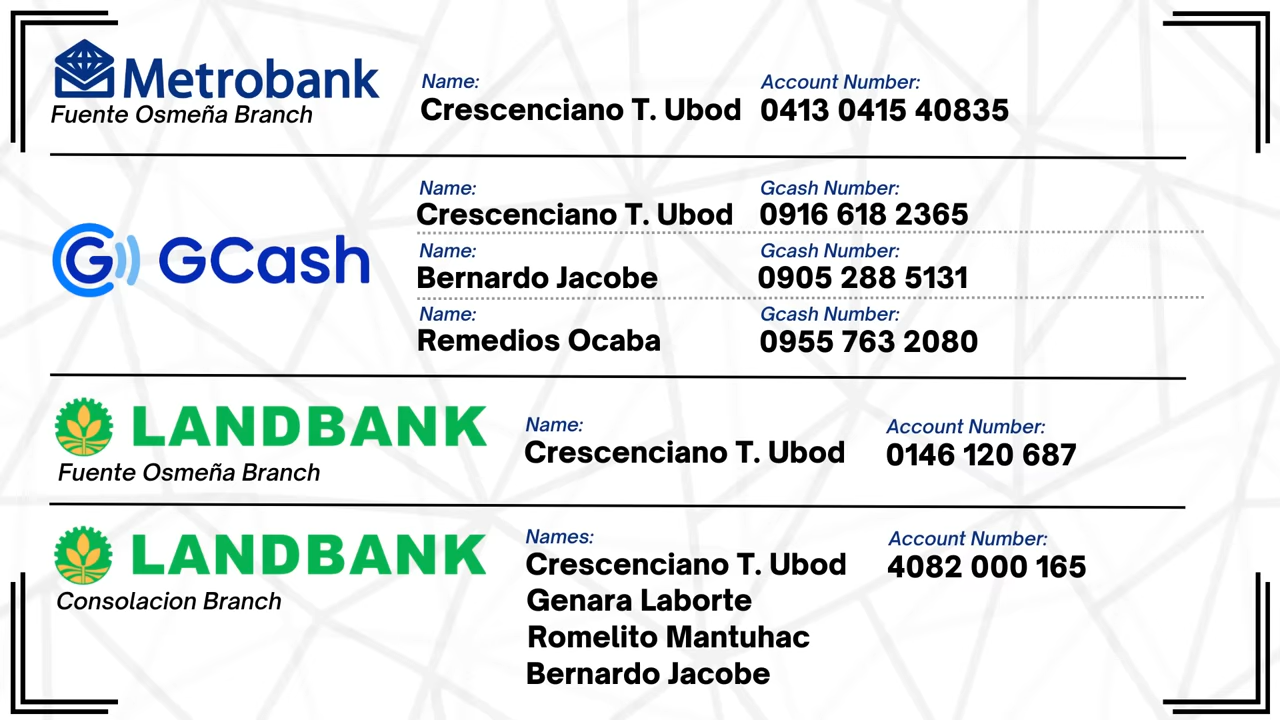 Metrobank
Fuente Osmeña Branch
Name:
Crescenciano T. Ubod
Account Number:
0413 0415 40835
GCash
Name:
Crescenciano T. Ubod
Gcash Number:
0916 618 2365
Name:
Bernardo Jacobe
Gcash Number:
0905 288 5131
Name:
Remedios Ocaba
Gcash Number:
0955 763 2080
LANDBANK
Fuente Osmeña Branch
Name:
Crescenciano T. Ubod
Account Number:
0146 120 687
LANDBANK
Consolacion Branch
Names:
Crescenciano T. Ubod
Genara Laborte
Romelito Mantuhac
Bernardo Jacobe
Account Number:
4082 000 165